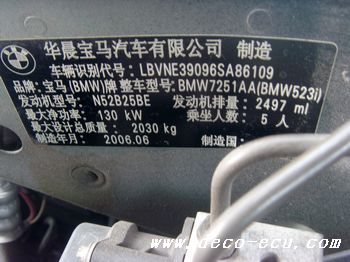 华晨宝马汽车有限公司 制造
车辆识别代号: LBVNE39096SA86109
品牌: 宝马(BMW)牌 整车型号: BMW7251AA(BMW523i)
发动机型号: N52B25BE 发动机排量: 2497 ml
最大净功率: 130 kW 乘坐人数: 5 人
最大设计总质量: 2030 kg
制造年月: 2006.06 制造国: 中国
www.deco-ecu.com